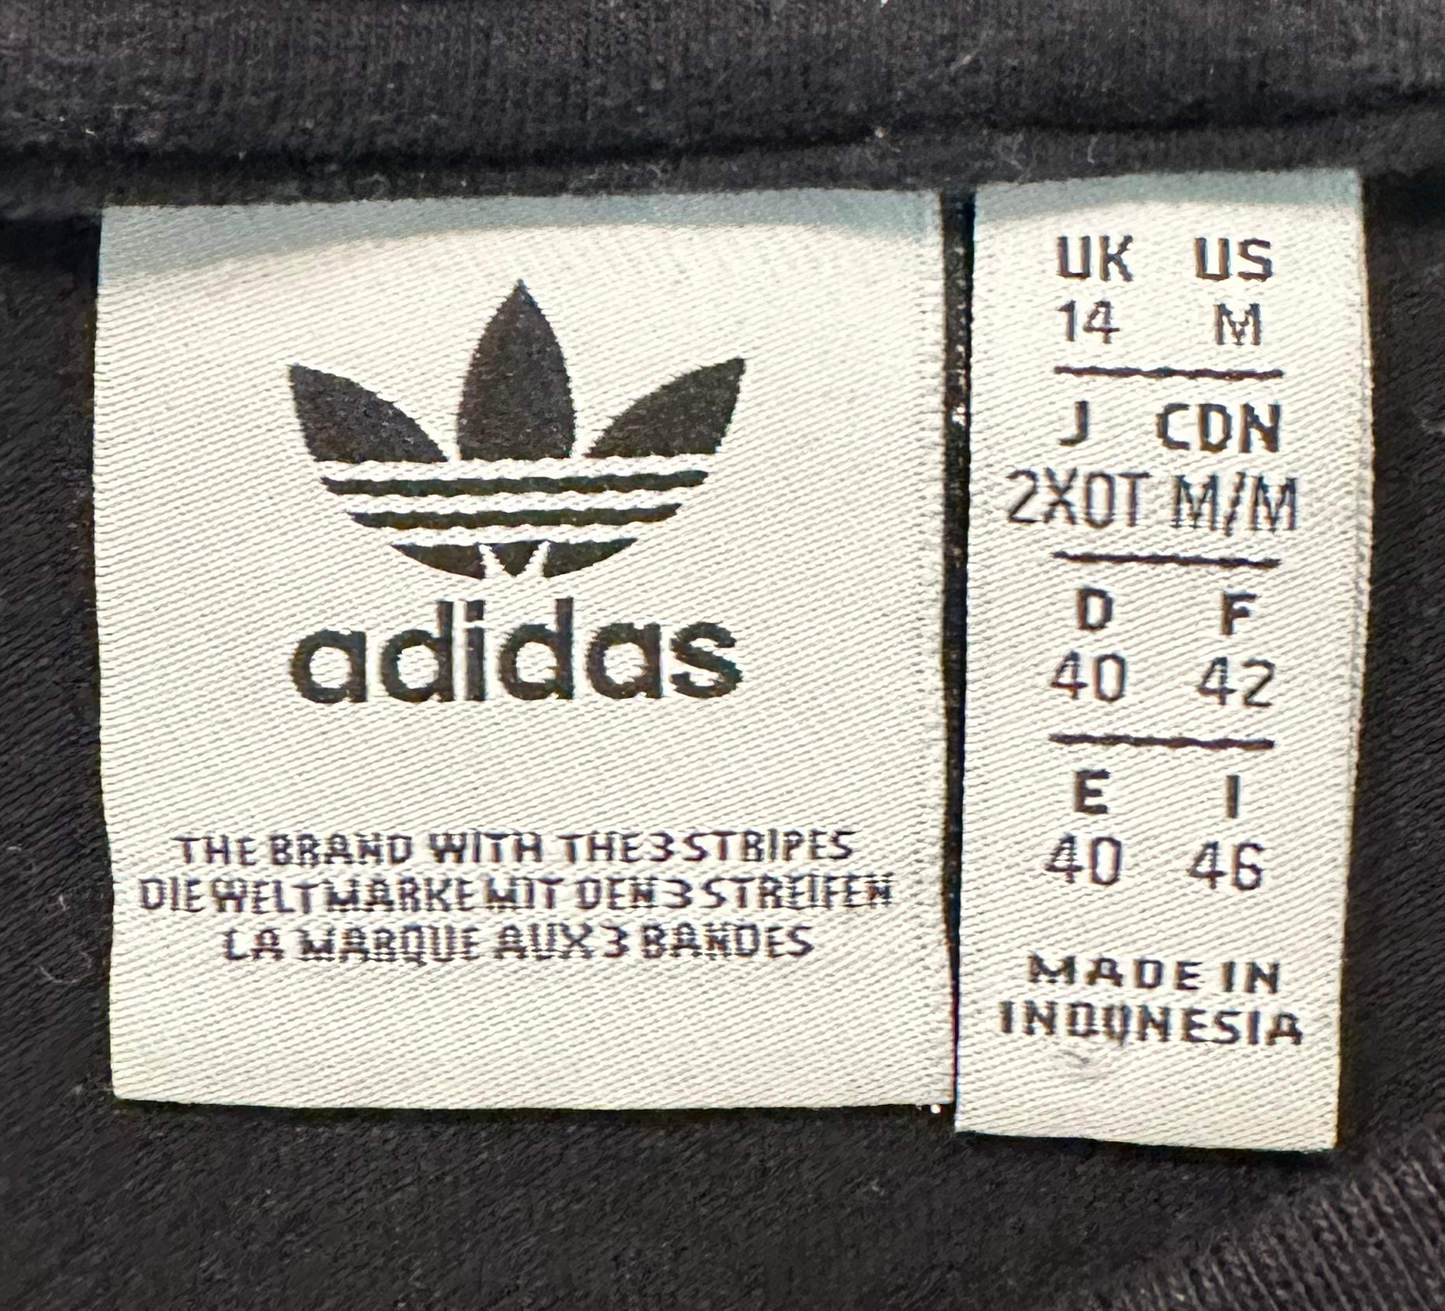 adidas
THE BRAND WITH THE 3 STRIPES
DIE WELTMARKE MIT DEN 3 STREIFEN
LA MARQUE AUX 3 BANDES
UK US
14 M
J CDN
2XOT M/M
D F
40 42
E I
40 46
MADE IN
INDONESIA